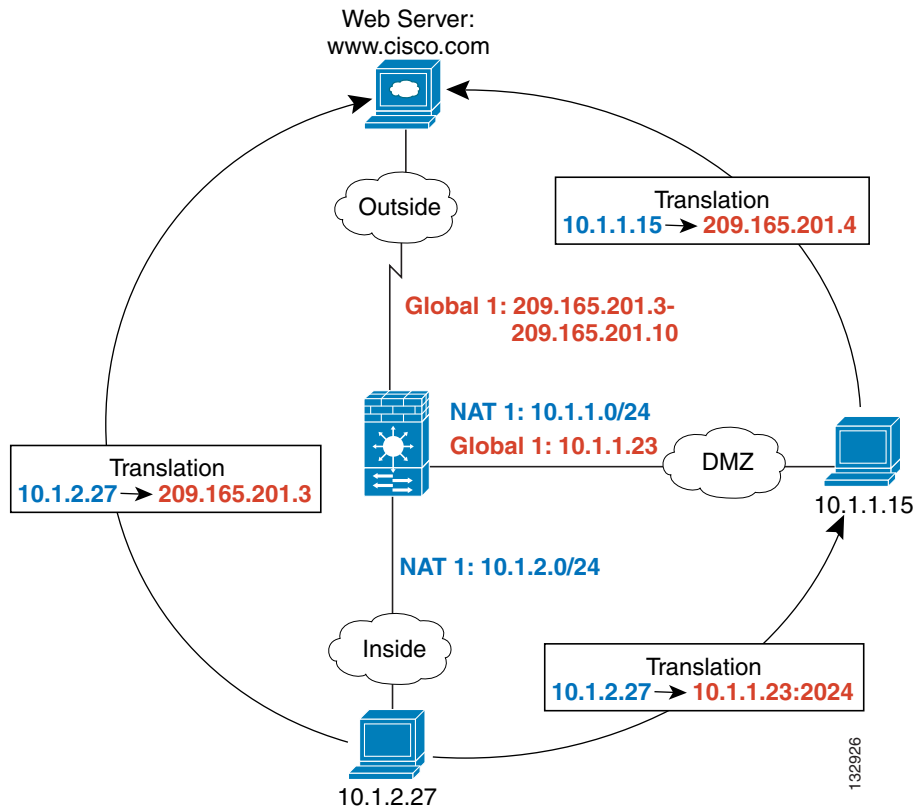 Web Server:
www.cisco.com
Outside
Translation
10.1.1.15 → 209.165.201.4
Global 1: 209.165.201.3-
209.165.201.10
NAT 1: 10.1.1.0/24
Global 1: 10.1.1.23
DMZ
10.1.1.15
Translation
10.1.2.27 → 209.165.201.3
NAT 1: 10.1.2.0/24
Inside
Translation
10.1.2.27 → 10.1.1.23:2024
10.1.2.27
132926